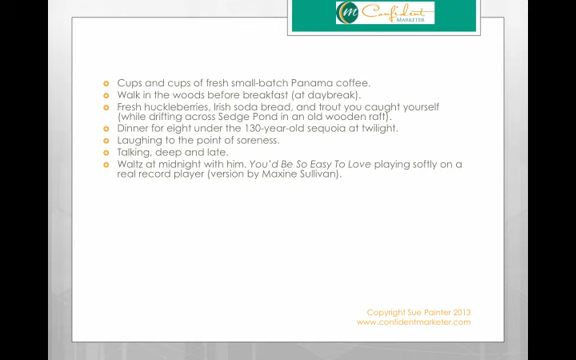 m Confident
MARKETER
Cups and cups of fresh small-batch Panama coffee.
Walk in the woods before breakfast (at daybreak).
Fresh huckleberries, Irish soda bread, and trout you caught yourself
(while drifting across Sedge Pond in an old wooden raft).
Dinner for eight under the 130-year-old sequoia at twilight.
Laughing to the point of soreness.
Talking, deep and late.
Waltz at midnight with him. You'd Be So Easy To Love playing softly on a
real record player (version by Maxine Sullivan).
Copyright Sue Painter 2013
www.confidentmarketer.com